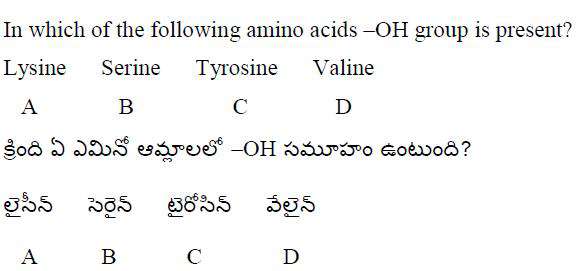 In which of the following amino acids –OH group is present?
Lysine Serine Tyrosine Valine
A B C D
క్రింది ఏ ఎమినో ఆమ్లాలలో –OH సమూహం ఉంటుంది?
లైసీన్ సెరైన్ టైరోసిన్ వేలైన్
A B C D